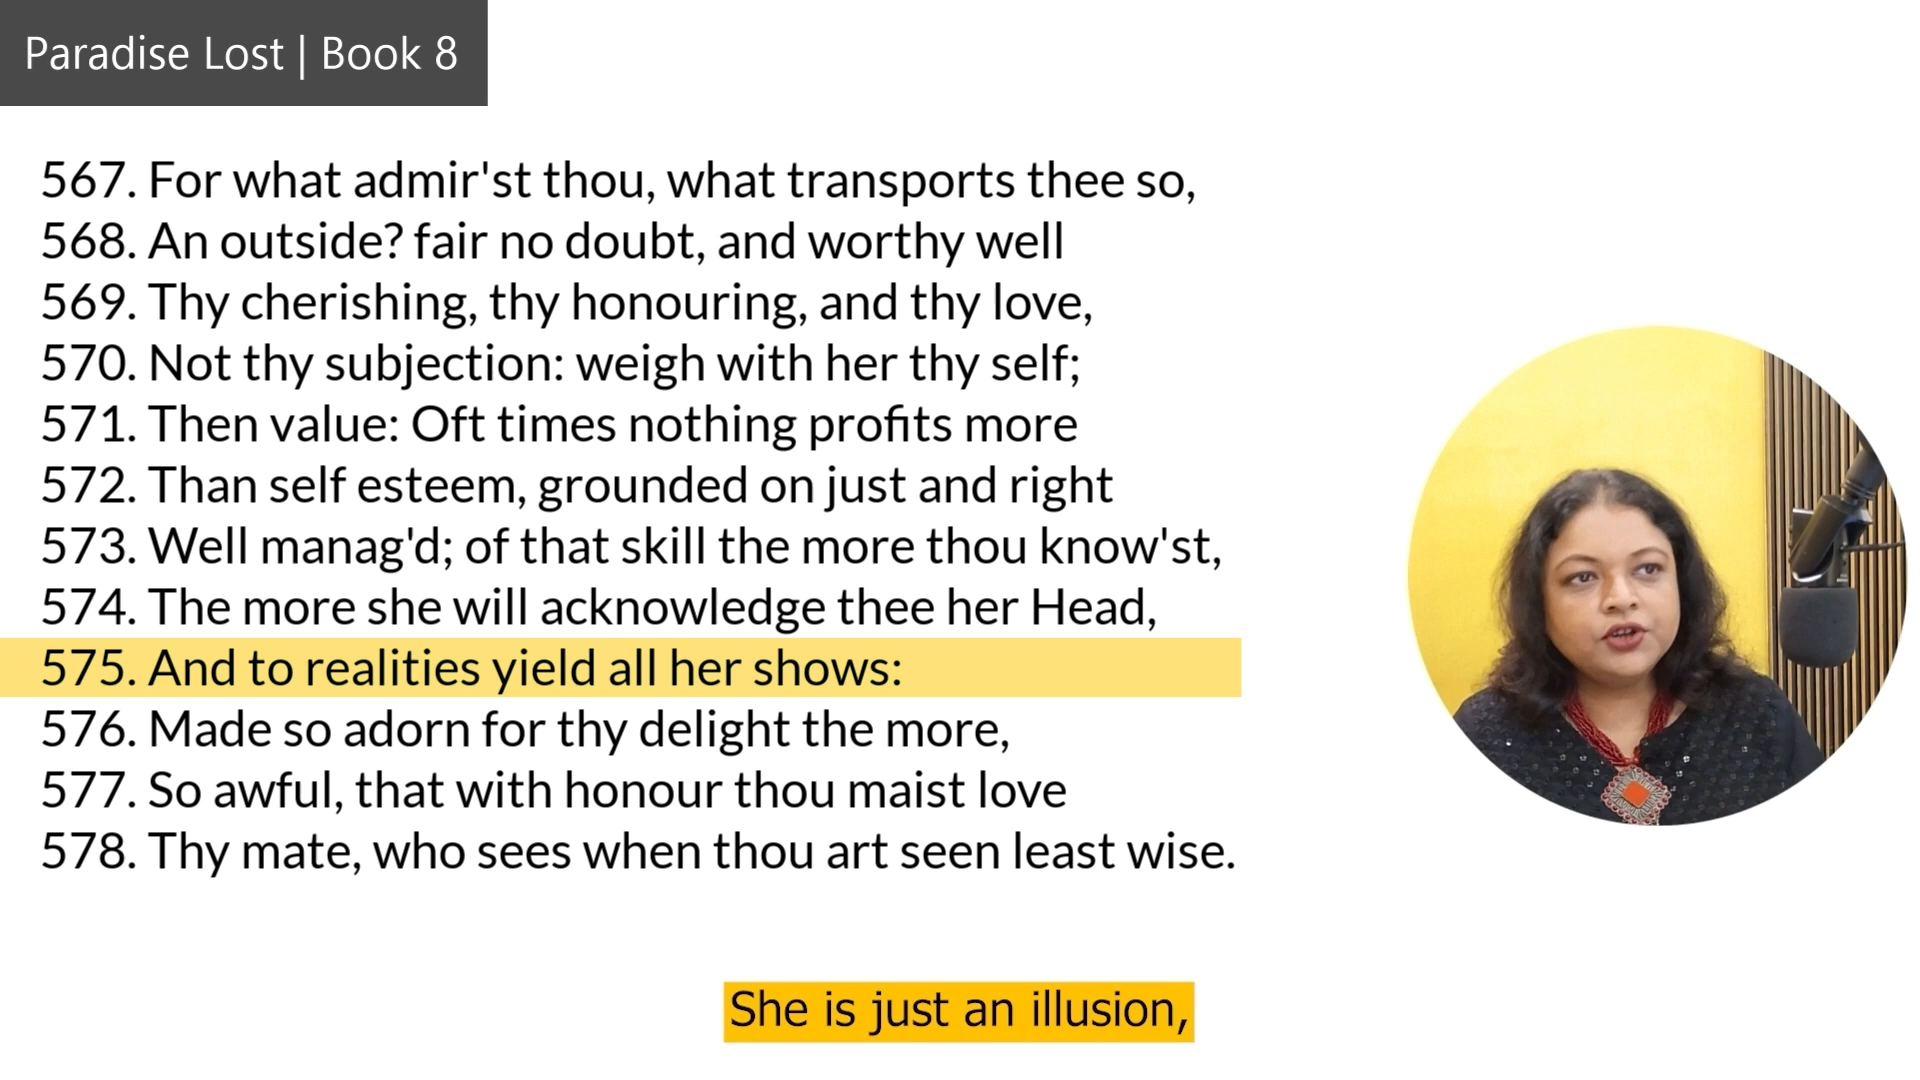 Paradise Lost | Book 8
567. For what admir'st thou, what transports thee so,
568. An outside? fair no doubt, and worthy well
569. Thy cherishing, thy honouring, and thy love,
570. Not thy subjection: weigh with her thy self;
571. Then value: Oft times nothing profits more
572. Than self esteem, grounded on just and right
573. Well manag'd; of that skill the more thou know'st,
574. The more she will acknowledge thee her Head,
575. And to realities yield all her shows:
576. Made so adorn for thy delight the more,
577. So awful, that with honour thou maist love
578. Thy mate, who sees when thou art seen least wise.
She is just an illusion,